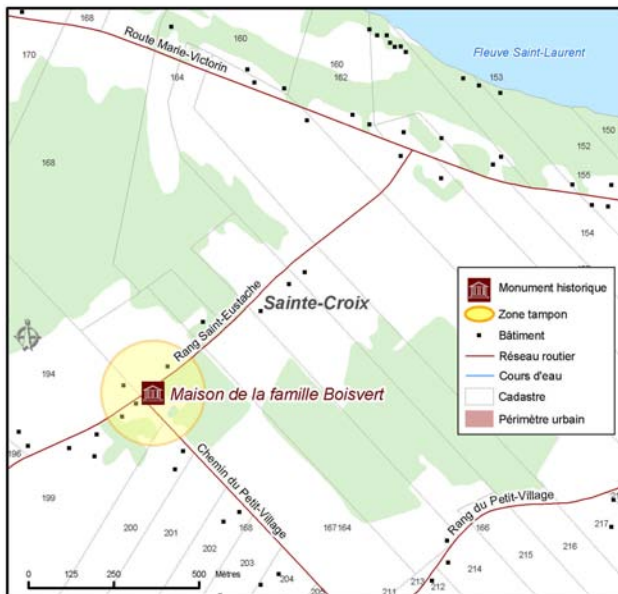 168
160
Route Marie-Victorin
Fleuve Saint-Laurent
170
164
160
162
153
150
168
152
155
154
Monument historique
Zone tampon
Bâtiment
Réseau routier
Cours d'eau
Cadastre
Périmètre urbain
Rang Saint-Eustache
Sainte-Croix
194
Maison de la famille Boisvert
196
199
Chemin du Petit-Village
200
201
168
167
164
Rang du Petit-Village
166
217
202
216
203
215
204
214
212
213
205
0 125 250 500
Mètres